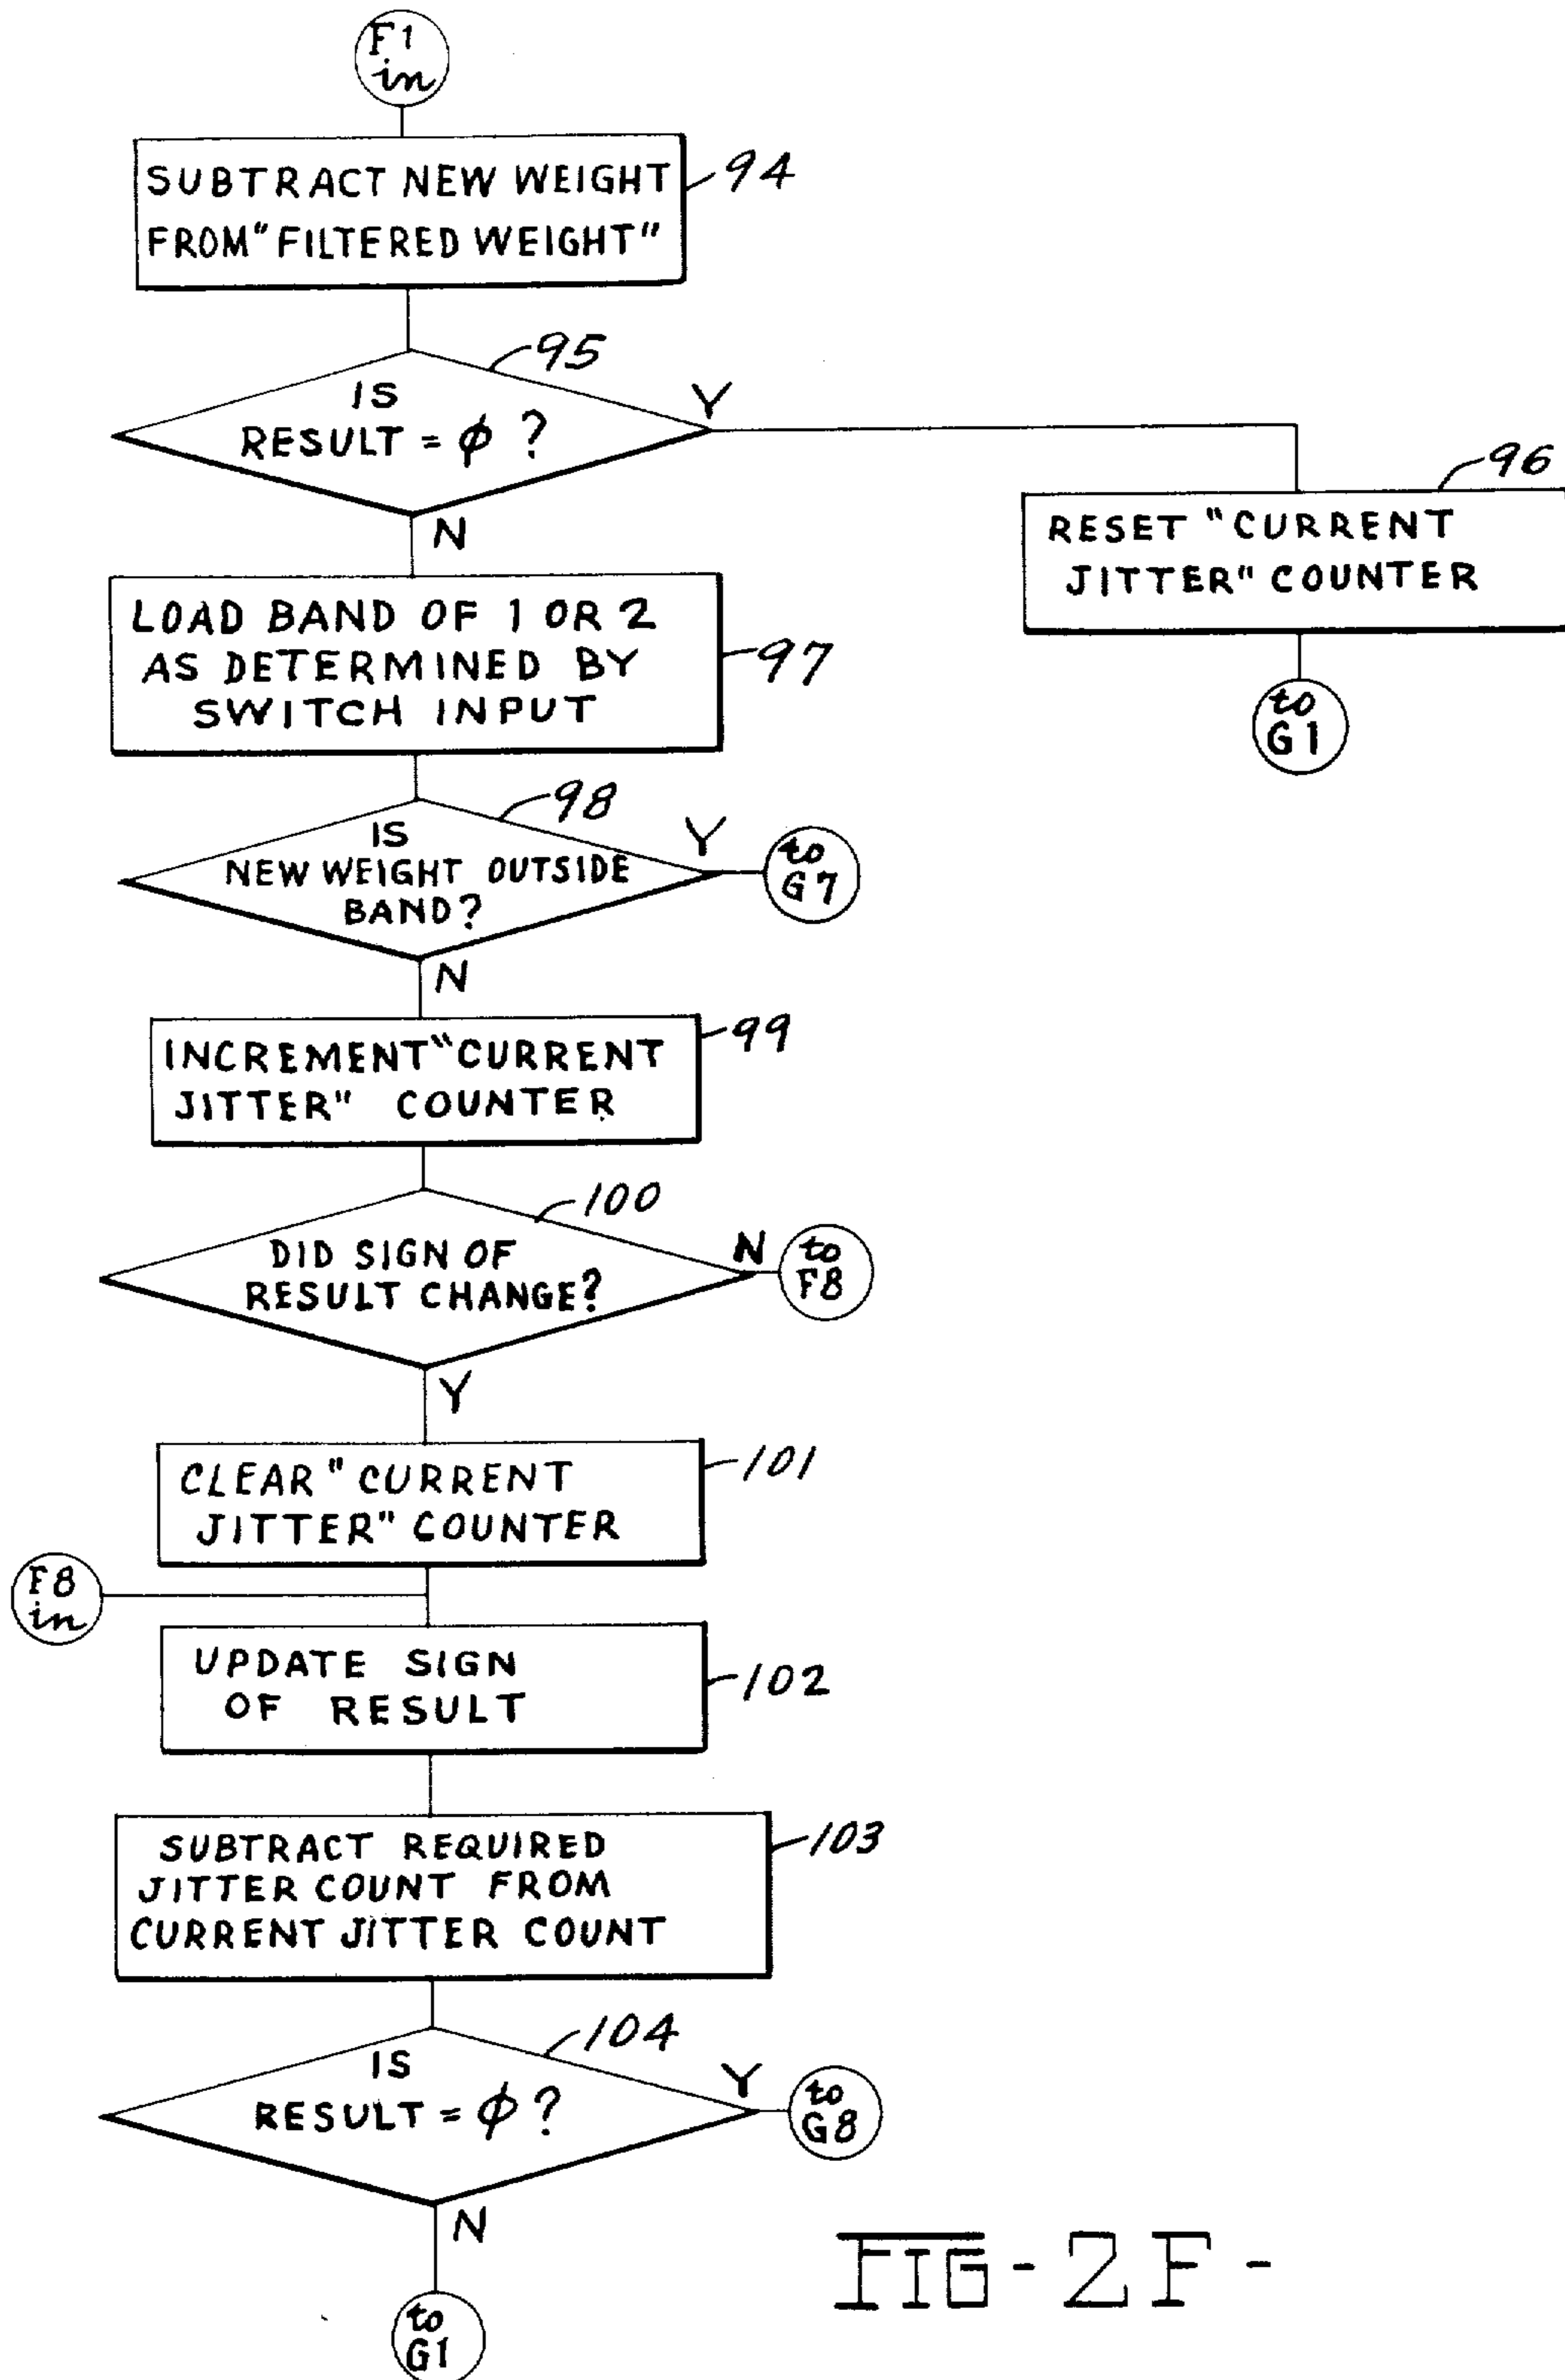 F1
in
SUBTRACT NEW WEIGHT
FROM "FILTERED WEIGHT"
94
95
IS
RESULT = ϕ ?
Y
N
96
RESET "CURRENT
JITTER" COUNTER
to
G1
LOAD BAND OF 1 OR 2
AS DETERMINED BY
SWITCH INPUT
97
98
IS
NEW WEIGHT OUTSIDE
BAND?
Y
to
G7
N
INCREMENT "CURRENT
JITTER" COUNTER
99
100
DID SIGN OF
RESULT CHANGE?
N
to
F8
Y
CLEAR "CURRENT
JITTER" COUNTER
101
F8
in
UPDATE SIGN
OF RESULT
102
SUBTRACT REQUIRED
JITTER COUNT FROM
CURRENT JITTER COUNT
103
104
IS
RESULT = ϕ ?
Y
to
G8
N
to
G1
FIG-2F-